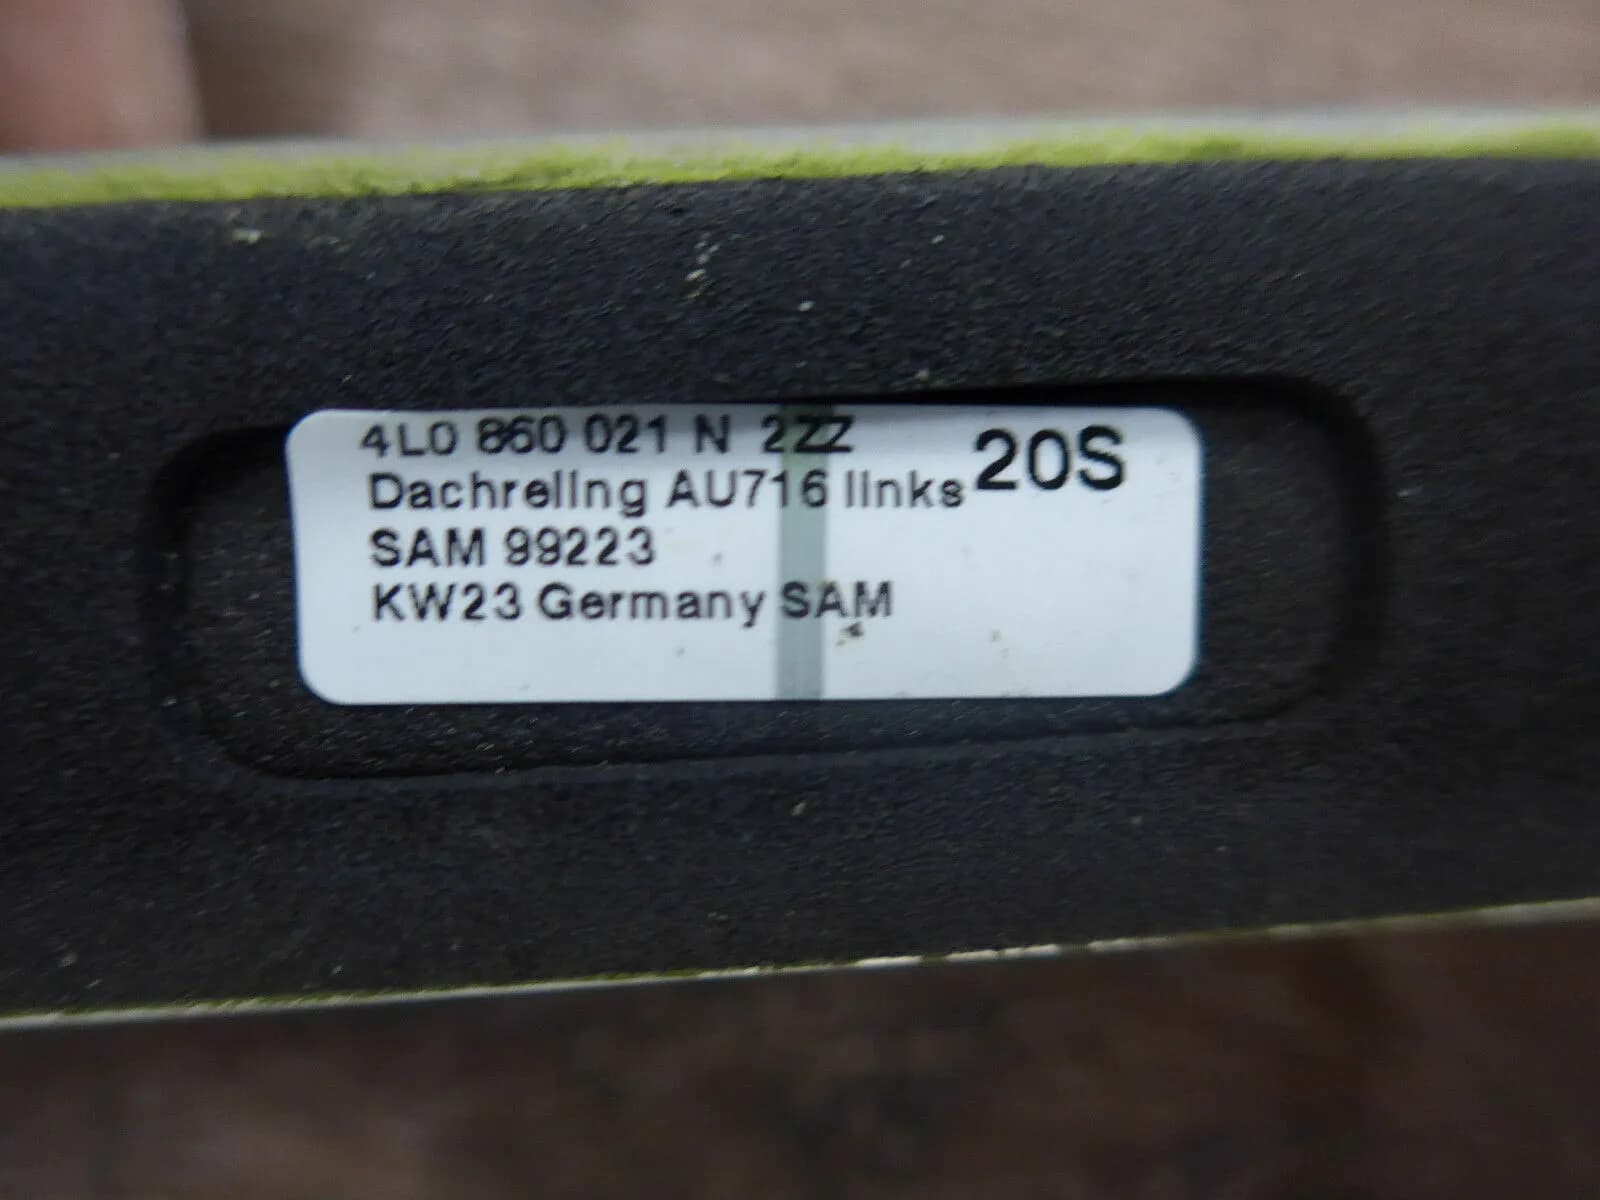 4L0 860 021 N 2ZZ
20S
Dachreling AU716 links
SAM 99223
KW23 Germany SAM